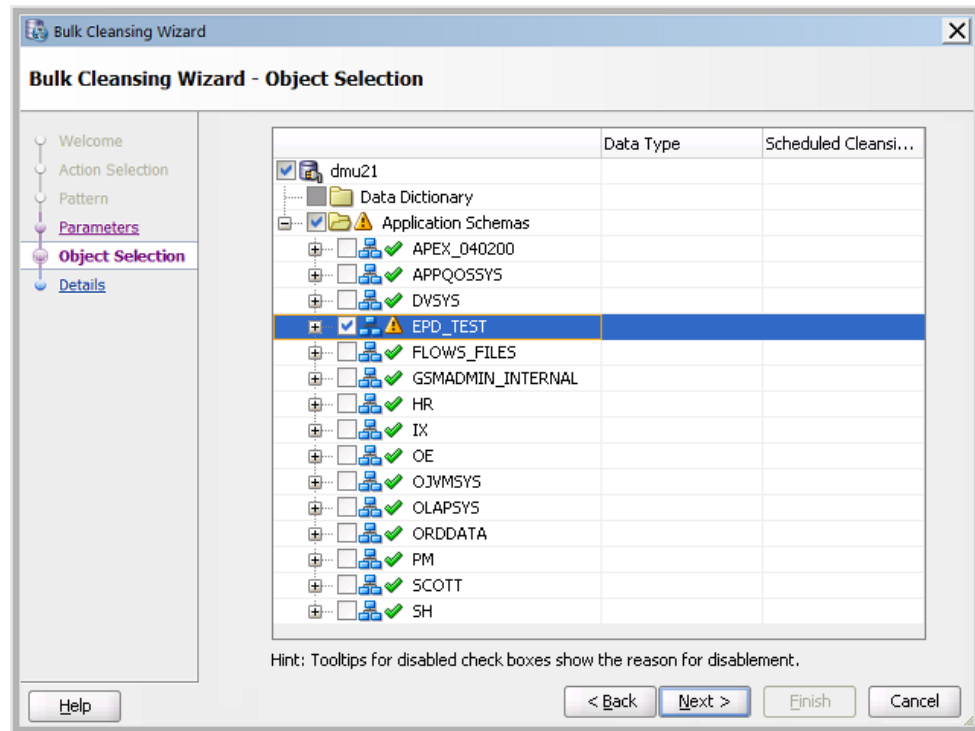 Bulk Cleansing Wizard
Bulk Cleansing Wizard - Object Selection
Welcome
Action Selection
Pattern
Parameters
Object Selection
Details
Data Type Scheduled Cleansi...
dmu21
Data Dictionary
Application Schemas
APEX_040200
APPQOSSYS
DVSYS
EPD_TEST
FLOWS_FILES
GSMADMIN_INTERNAL
HR
IX
OE
OJVMSYS
OLAPSYS
ORDDATA
PM
SCOTT
SH
Hint: Tooltips for disabled check boxes show the reason for disablement.
Help < Back Next > Finish Cancel